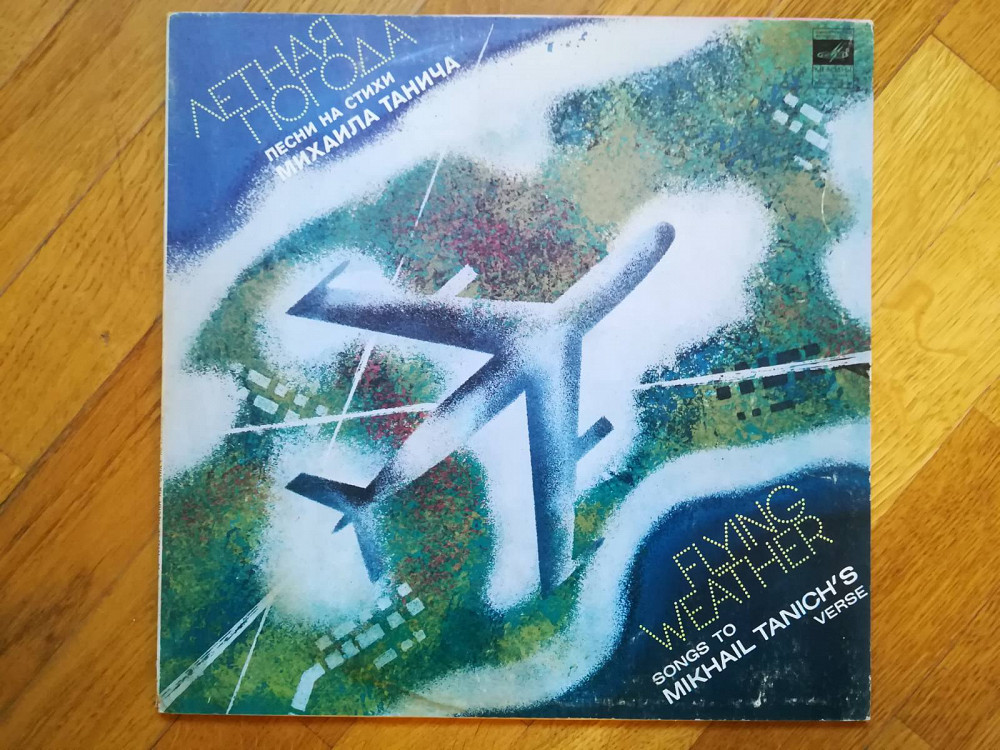 ЛЕТНАЯ
ПОГОДА
ПЕСНИ НА СТИХИ
МИХАИЛА ТАНИЧА
FLYING
WEATHER
SONGS TO
MIKHAIL TANICH'S
VERSE